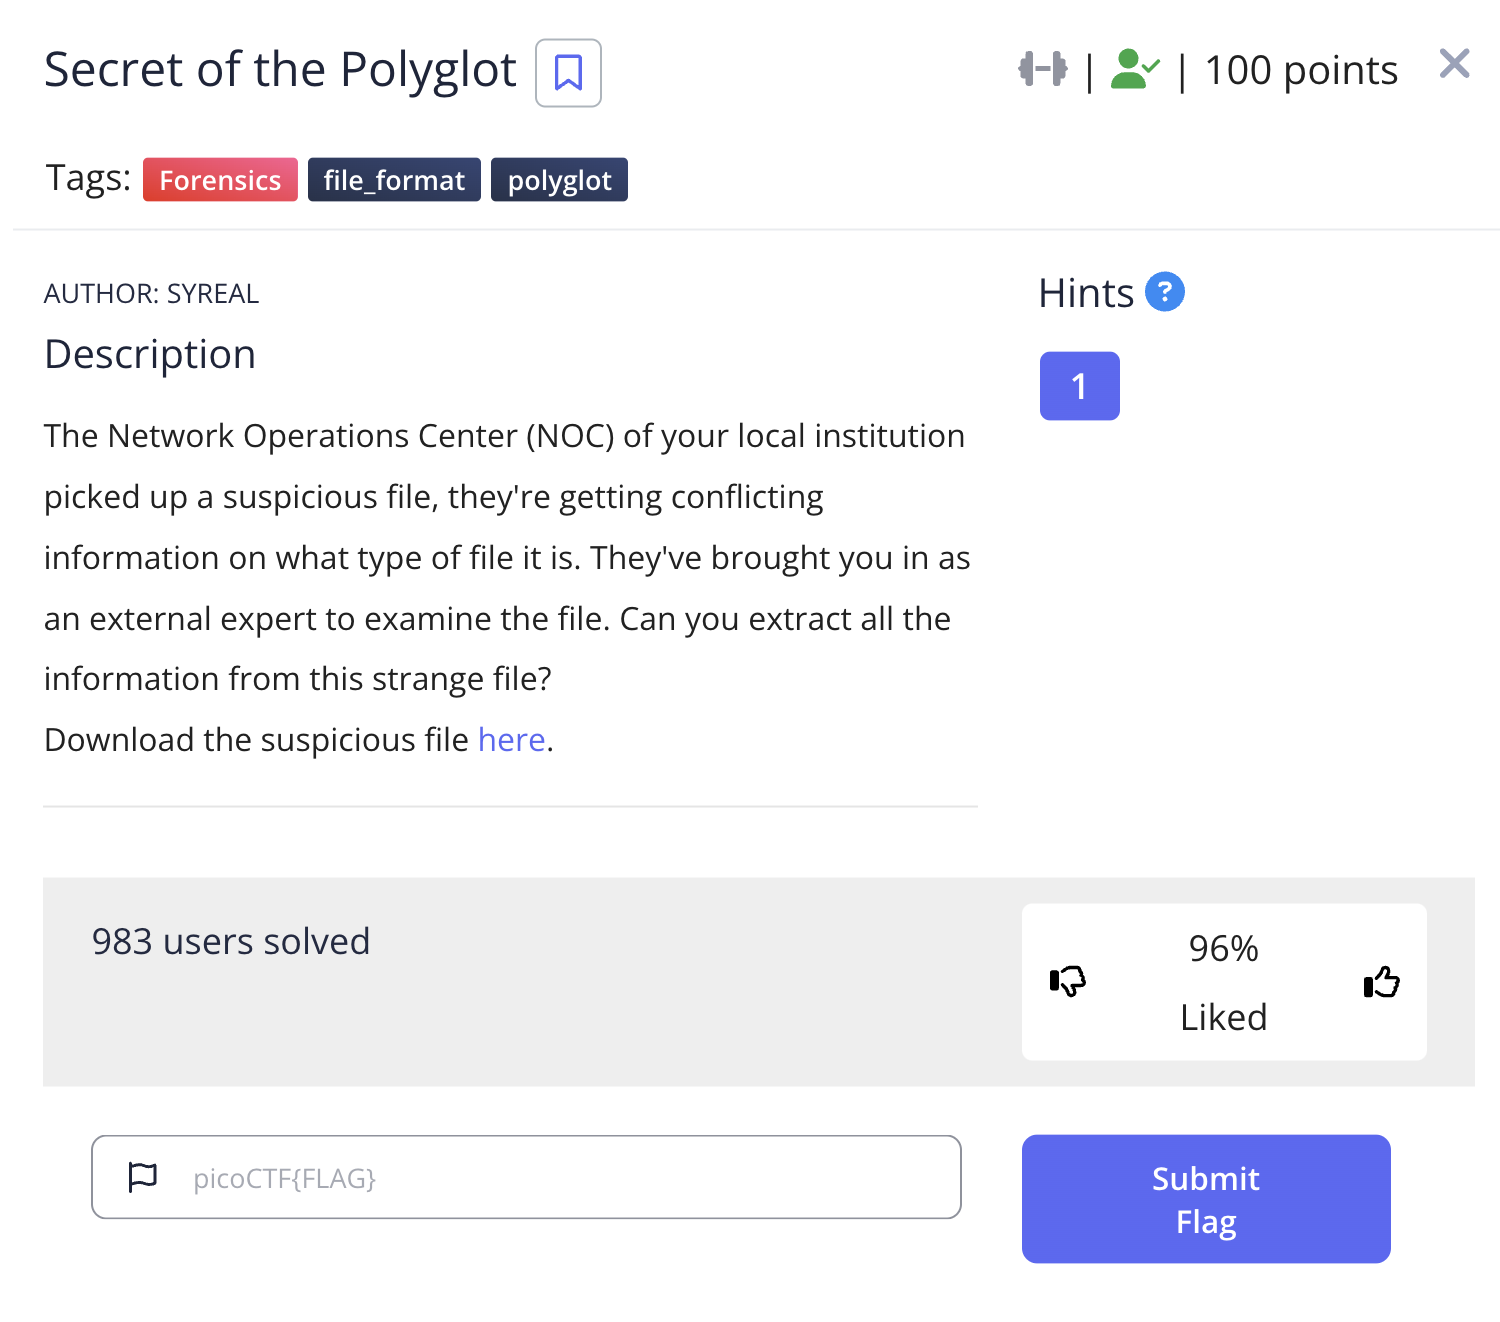 Secret of the Polyglot
| | 100 points
Tags: Forensics file_format polyglot
AUTHOR: SYREAL
Description
The Network Operations Center (NOC) of your local institution
picked up a suspicious file, they're getting conflicting
information on what type of file it is. They've brought you in as
an external expert to examine the file. Can you extract all the
information from this strange file?
Download the suspicious file here.
Hints ?
1
983 users solved
96%
Liked
picoCTF{FLAG}
Submit
Flag